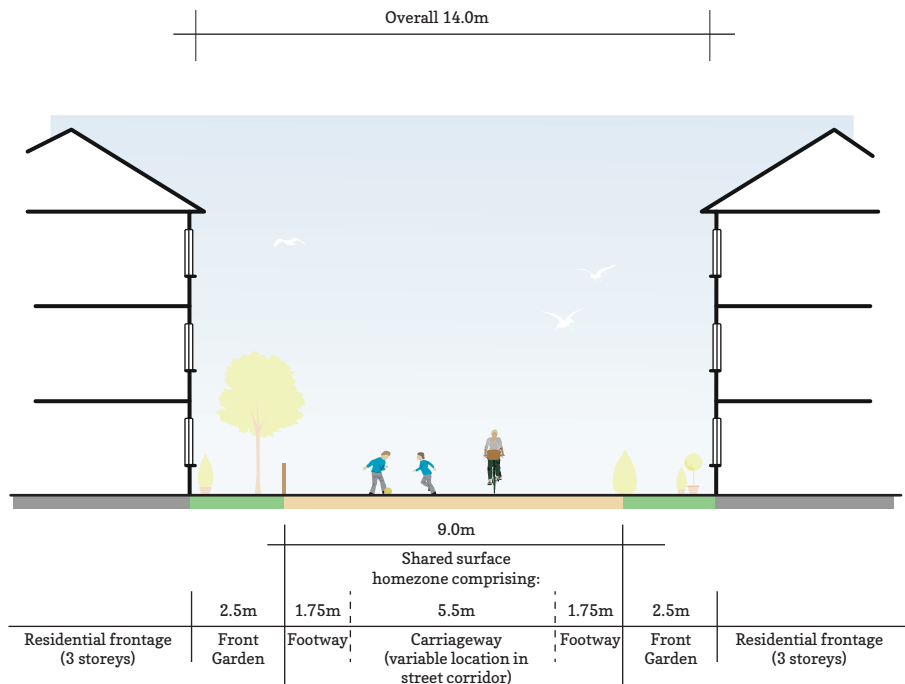 Overall 14.0m
9.0m
Shared surface
homezone comprising:
2.5m
1.75m
5.5m
1.75m
2.5m
Residential frontage
(3 storeys)
Front
Garden
Footway
Carriageway
(variable location in
street corridor)
Footway
Front
Garden
Residential frontage
(3 storeys)